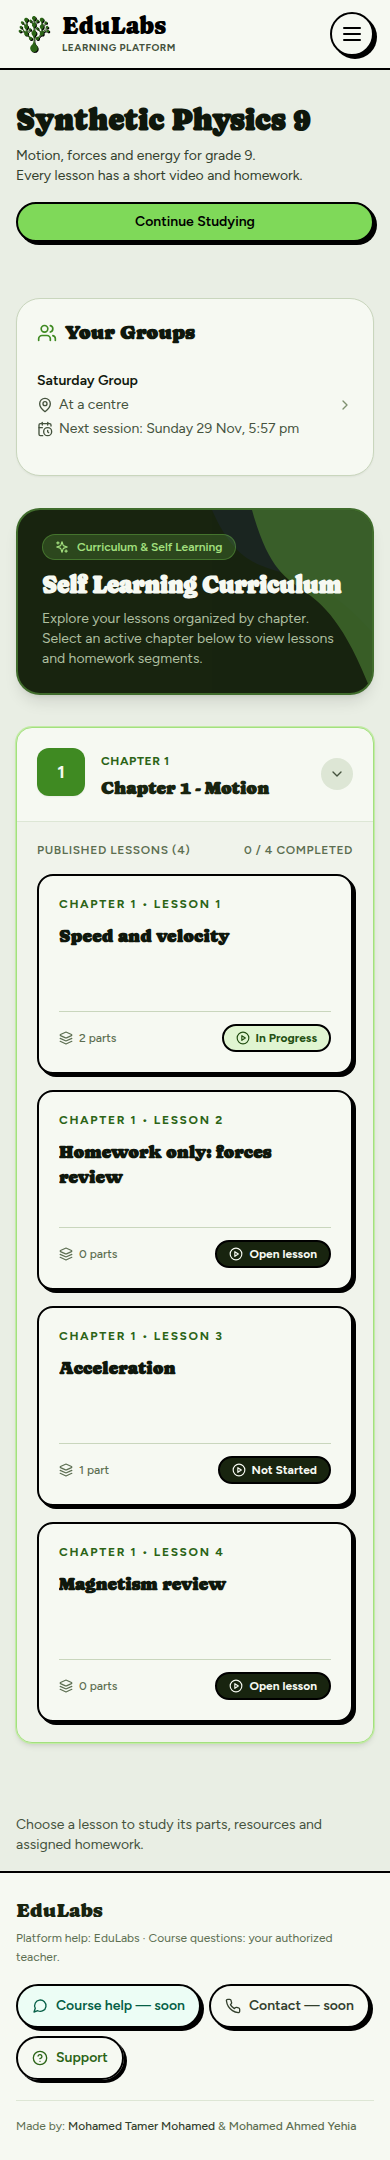 EduLabs
LEARNING PLATFORM
Synthetic Physics 9
Motion, forces and energy for grade 9.
Every lesson has a short video and homework.
Continue Studying
Your Groups
Saturday Group
At a centre
Next session: Sunday 29 Nov, 5:57 pm
Curriculum & Self Learning
Self Learning Curriculum
Explore your lessons organized by chapter.
Select an active chapter below to view lessons
and homework segments.
1
CHAPTER 1
Chapter 1 - Motion
PUBLISHED LESSONS (4) 0 / 4 COMPLETED
CHAPTER 1 • LESSON 1
Speed and velocity
2 parts In Progress
CHAPTER 1 • LESSON 2
Homework only: forces
review
0 parts Open lesson
CHAPTER 1 • LESSON 3
Acceleration
1 part Not Started
CHAPTER 1 • LESSON 4
Magnetism review
0 parts Open lesson
Choose a lesson to study its parts, resources and
assigned homework.
EduLabs
Platform help: EduLabs · Course questions: your authorized
teacher.
Course help — soon Contact — soon
Support
Made by: Mohamed Tamer Mohamed & Mohamed Ahmed Yehia